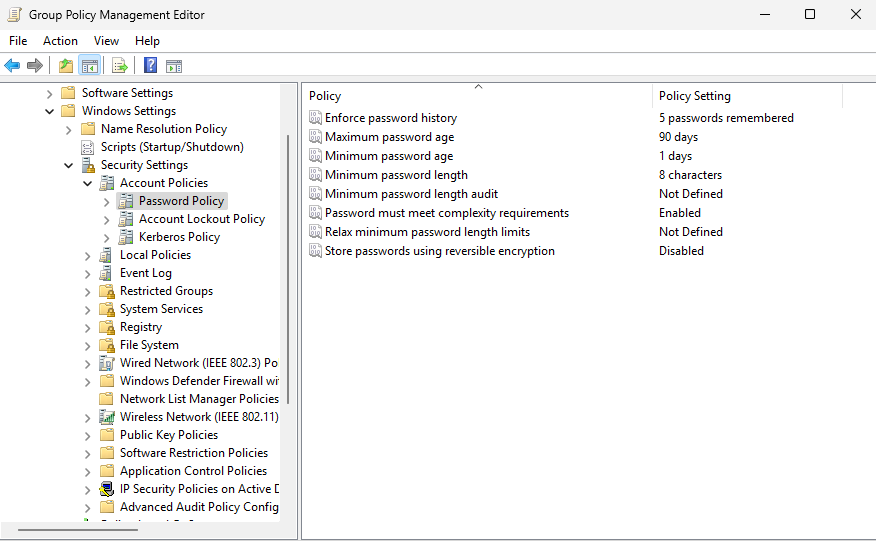 Group Policy Management Editor
File Action View Help
Software Settings
Windows Settings
Name Resolution Policy
Scripts (Startup/Shutdown)
Security Settings
Account Policies
Password Policy
Account Lockout Policy
Kerberos Policy
Local Policies
Event Log
Restricted Groups
System Services
Registry
File System
Wired Network (IEEE 802.3) Po
Windows Defender Firewall wi
Network List Manager Policies
Wireless Network (IEEE 802.11)
Public Key Policies
Software Restriction Policies
Application Control Policies
IP Security Policies on Active D
Advanced Audit Policy Config
Policy Policy Setting
Enforce password history 5 passwords remembered
Maximum password age 90 days
Minimum password age 1 days
Minimum password length 8 characters
Minimum password length audit Not Defined
Password must meet complexity requirements Enabled
Relax minimum password length limits Not Defined
Store passwords using reversible encryption Disabled